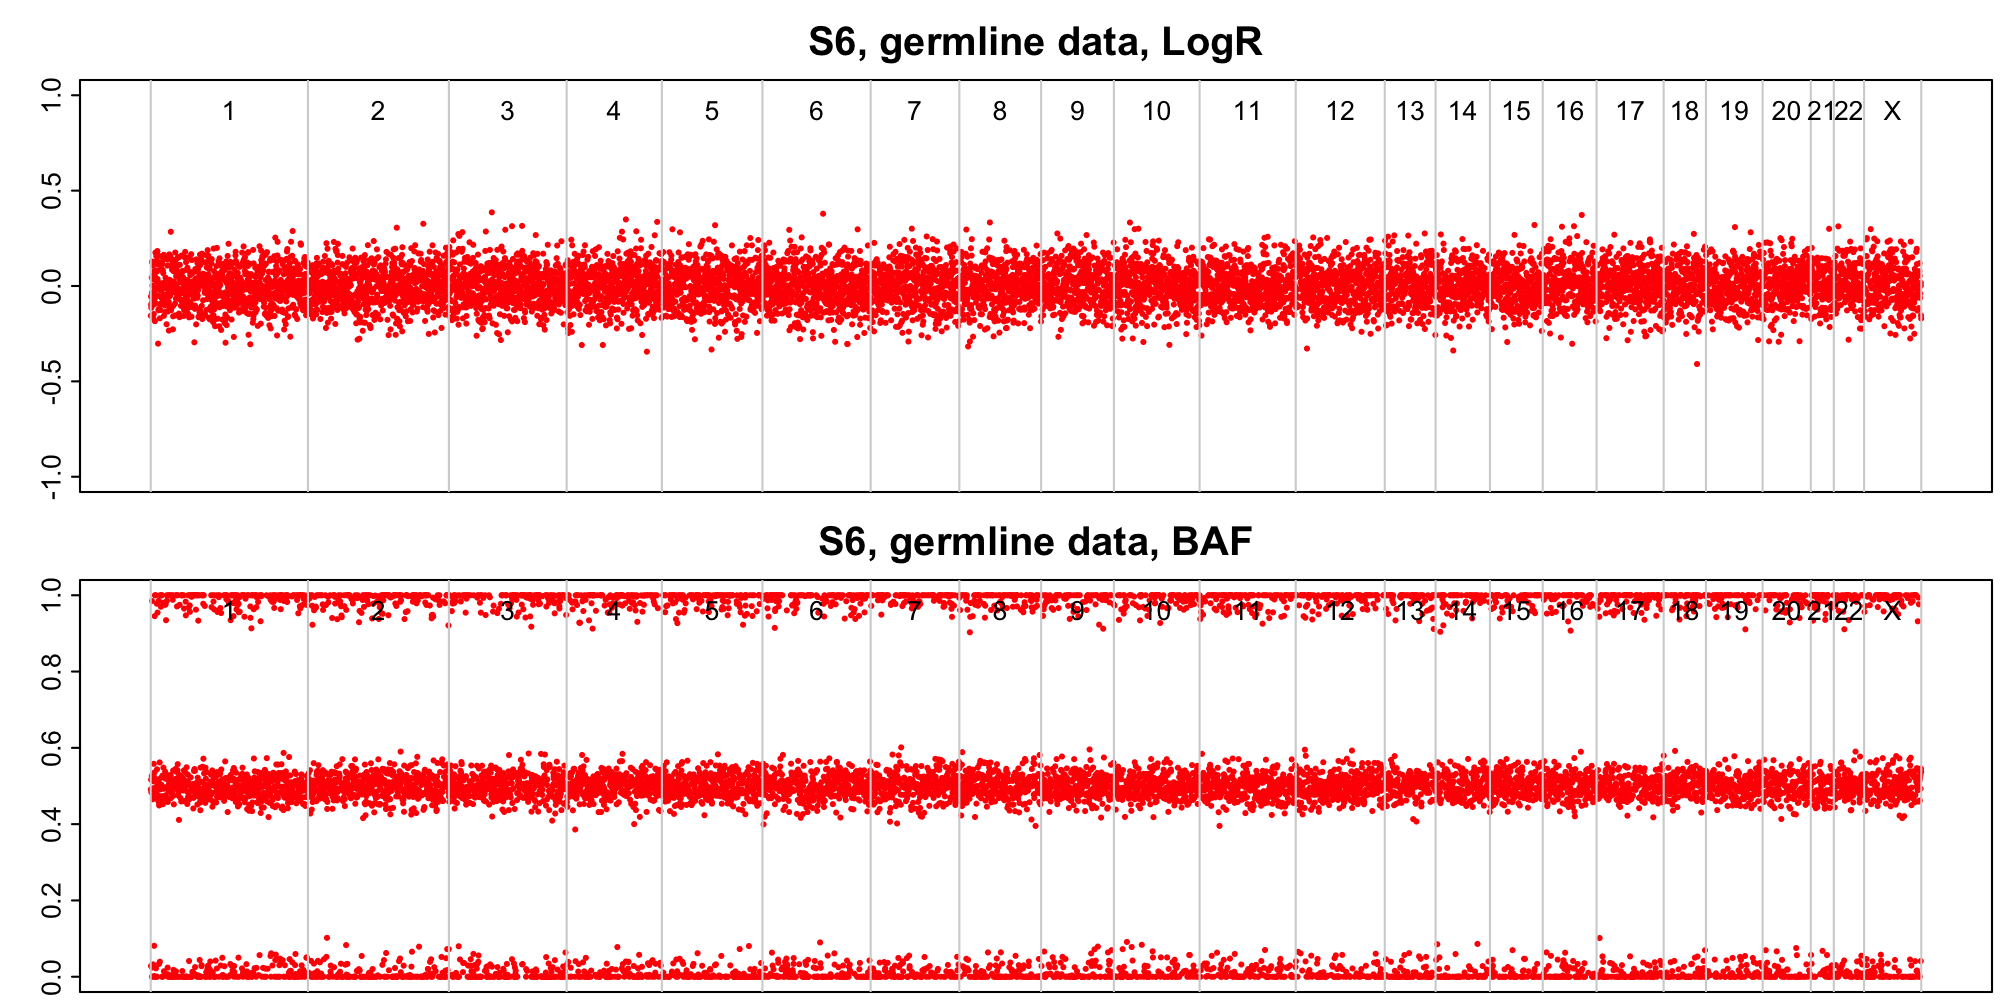 S6, germline data, LogR
1.0
0.5
0.0
-0.5
-1.0
1 2 3 4 5 6 7 8 9 10 11 12 13 14 15 16 17 18 19 20 21 22 X
S6, germline data, BAF
1.0
0.8
0.6
0.4
0.2
0.0
1 2 3 4 5 6 7 8 9 10 11 12 13 14 15 16 17 18 19 20 21 22 X